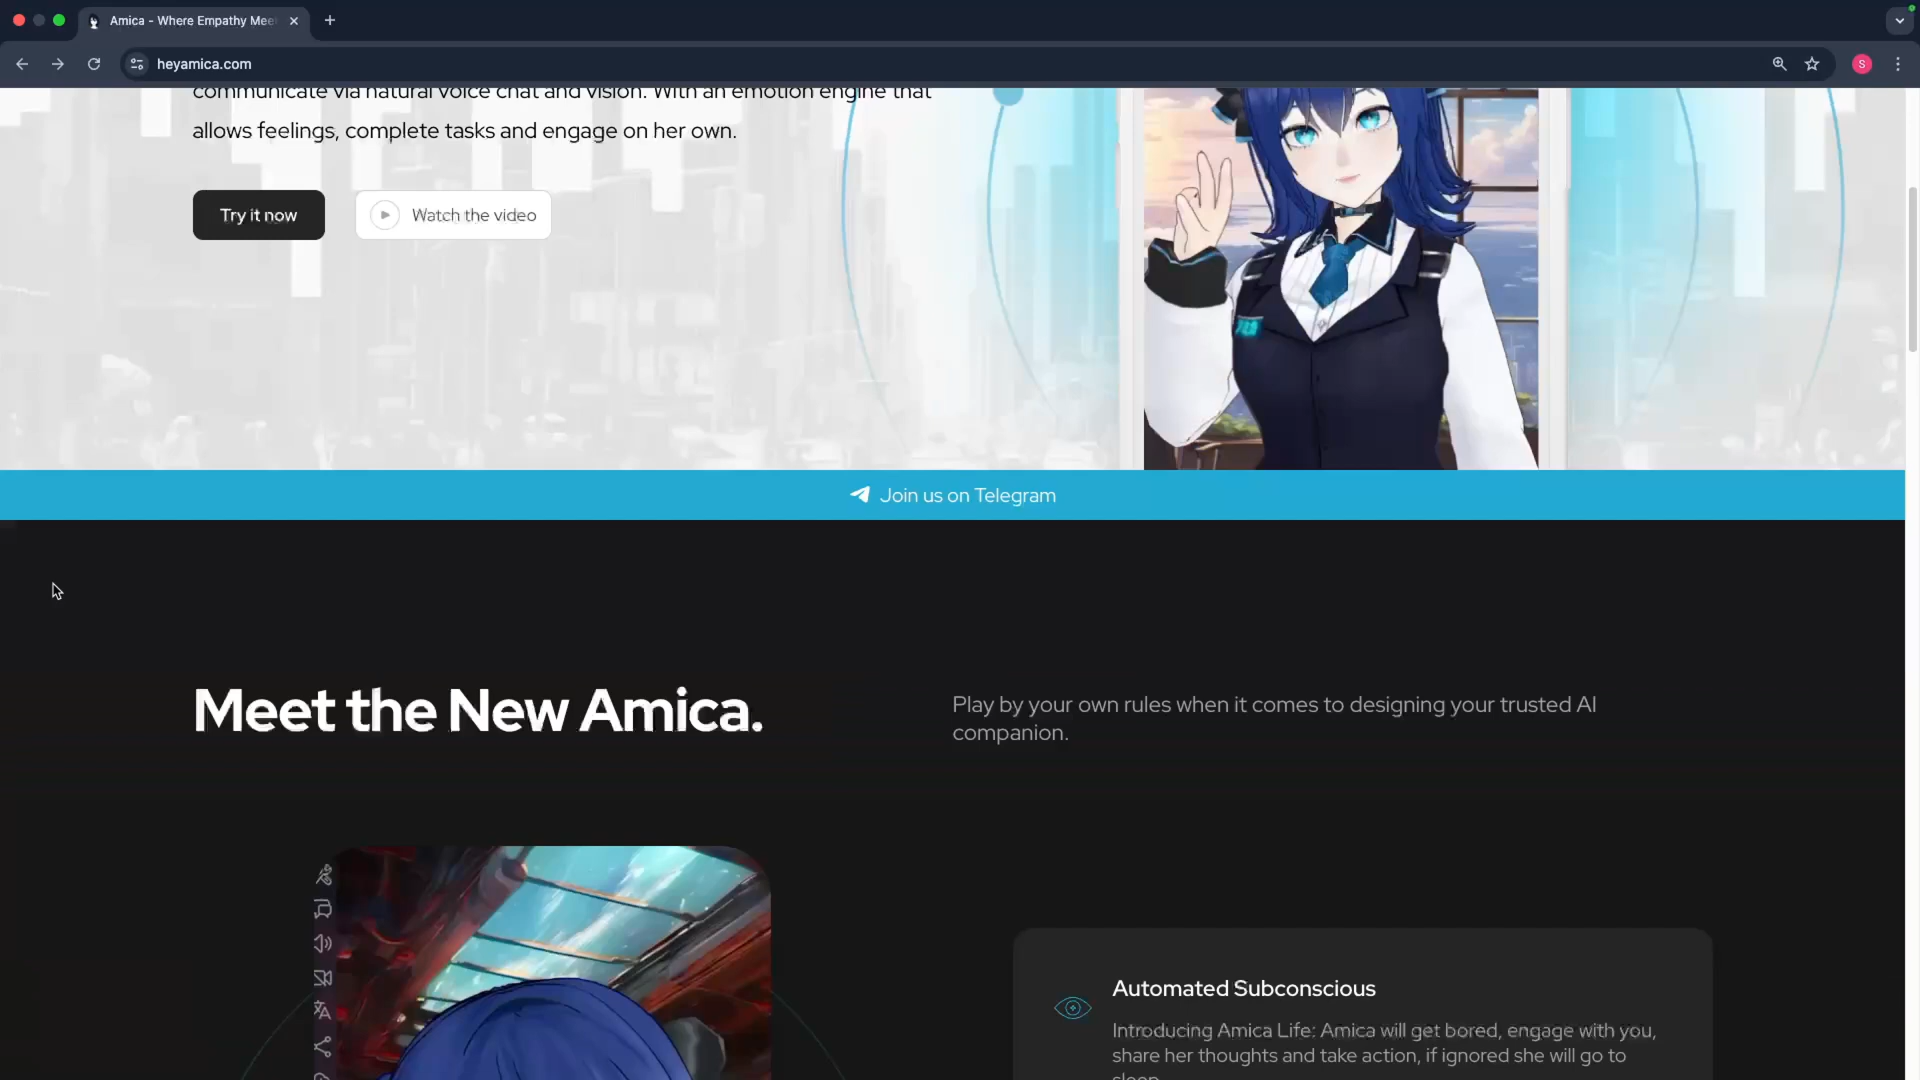 Amica - Where Empathy Mee
heyamica.com
S
communicate via natural voice chat and vision. With an emotion engine that
allows feelings, complete tasks and engage on her own.
Try it now
Watch the video
Join us on Telegram
Meet the New Amica.
Play by your own rules when it comes to designing your trusted AI
companion.
Automated Subconscious
Introducing Amica Life: Amica will get bored, engage with you,
share her thoughts and take action, if ignored she will go to
sleep